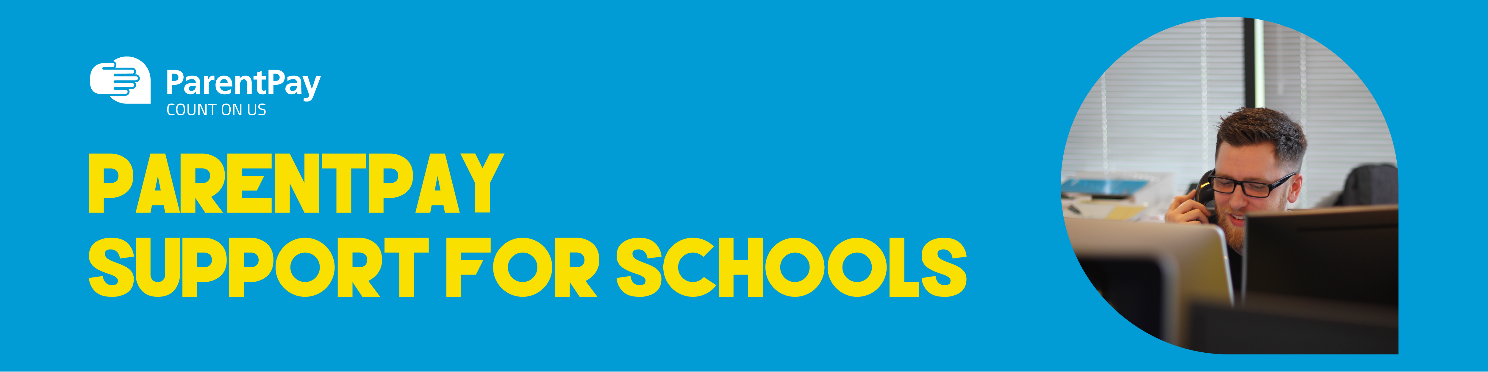 ParentPay
COUNT ON US
PARENTPAY
SUPPORT FOR SCHOOLS